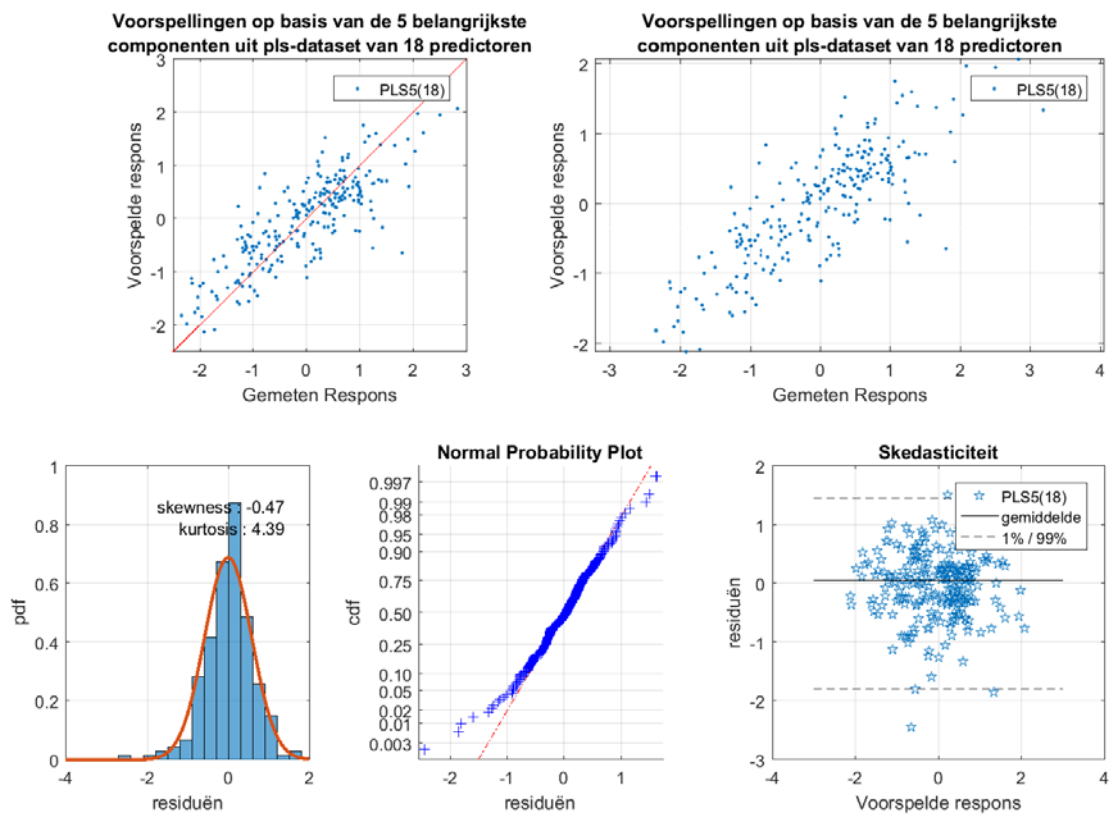 Voorspellingen op basis van de 5 belangrijkste
componenten uit pls-dataset van 18 predictoren
3
2
1
0
-1
-2
Voorspelde respons
PLS5(18)
-2 -1 0 1 2 3
Gemeten Respons
Voorspellingen op basis van de 5 belangrijkste
componenten uit pls-dataset van 18 predictoren
2
1
0
-1
-2
Voorspelde respons
PLS5(18)
-3 -2 -1 0 1 2 3 4
Gemeten Respons
1
0.8
0.6
0.4
0.2
0
pdf
skewness : -0.47
kurtosis : 4.39
-4 -2 0 2
residuën
Normal Probability Plot
0.997
0.99
0.98
0.95
0.90
0.75
0.50
0.25
0.10
0.05
0.02
0.01
0.003
cdf
-2 -1 0 1
residuën
Skedasticiteit
2
1
0
-1
-2
-3
residuën
PLS5(18)
gemiddelde
1% / 99%
-4 -2 0 2 4
Voorspelde respons